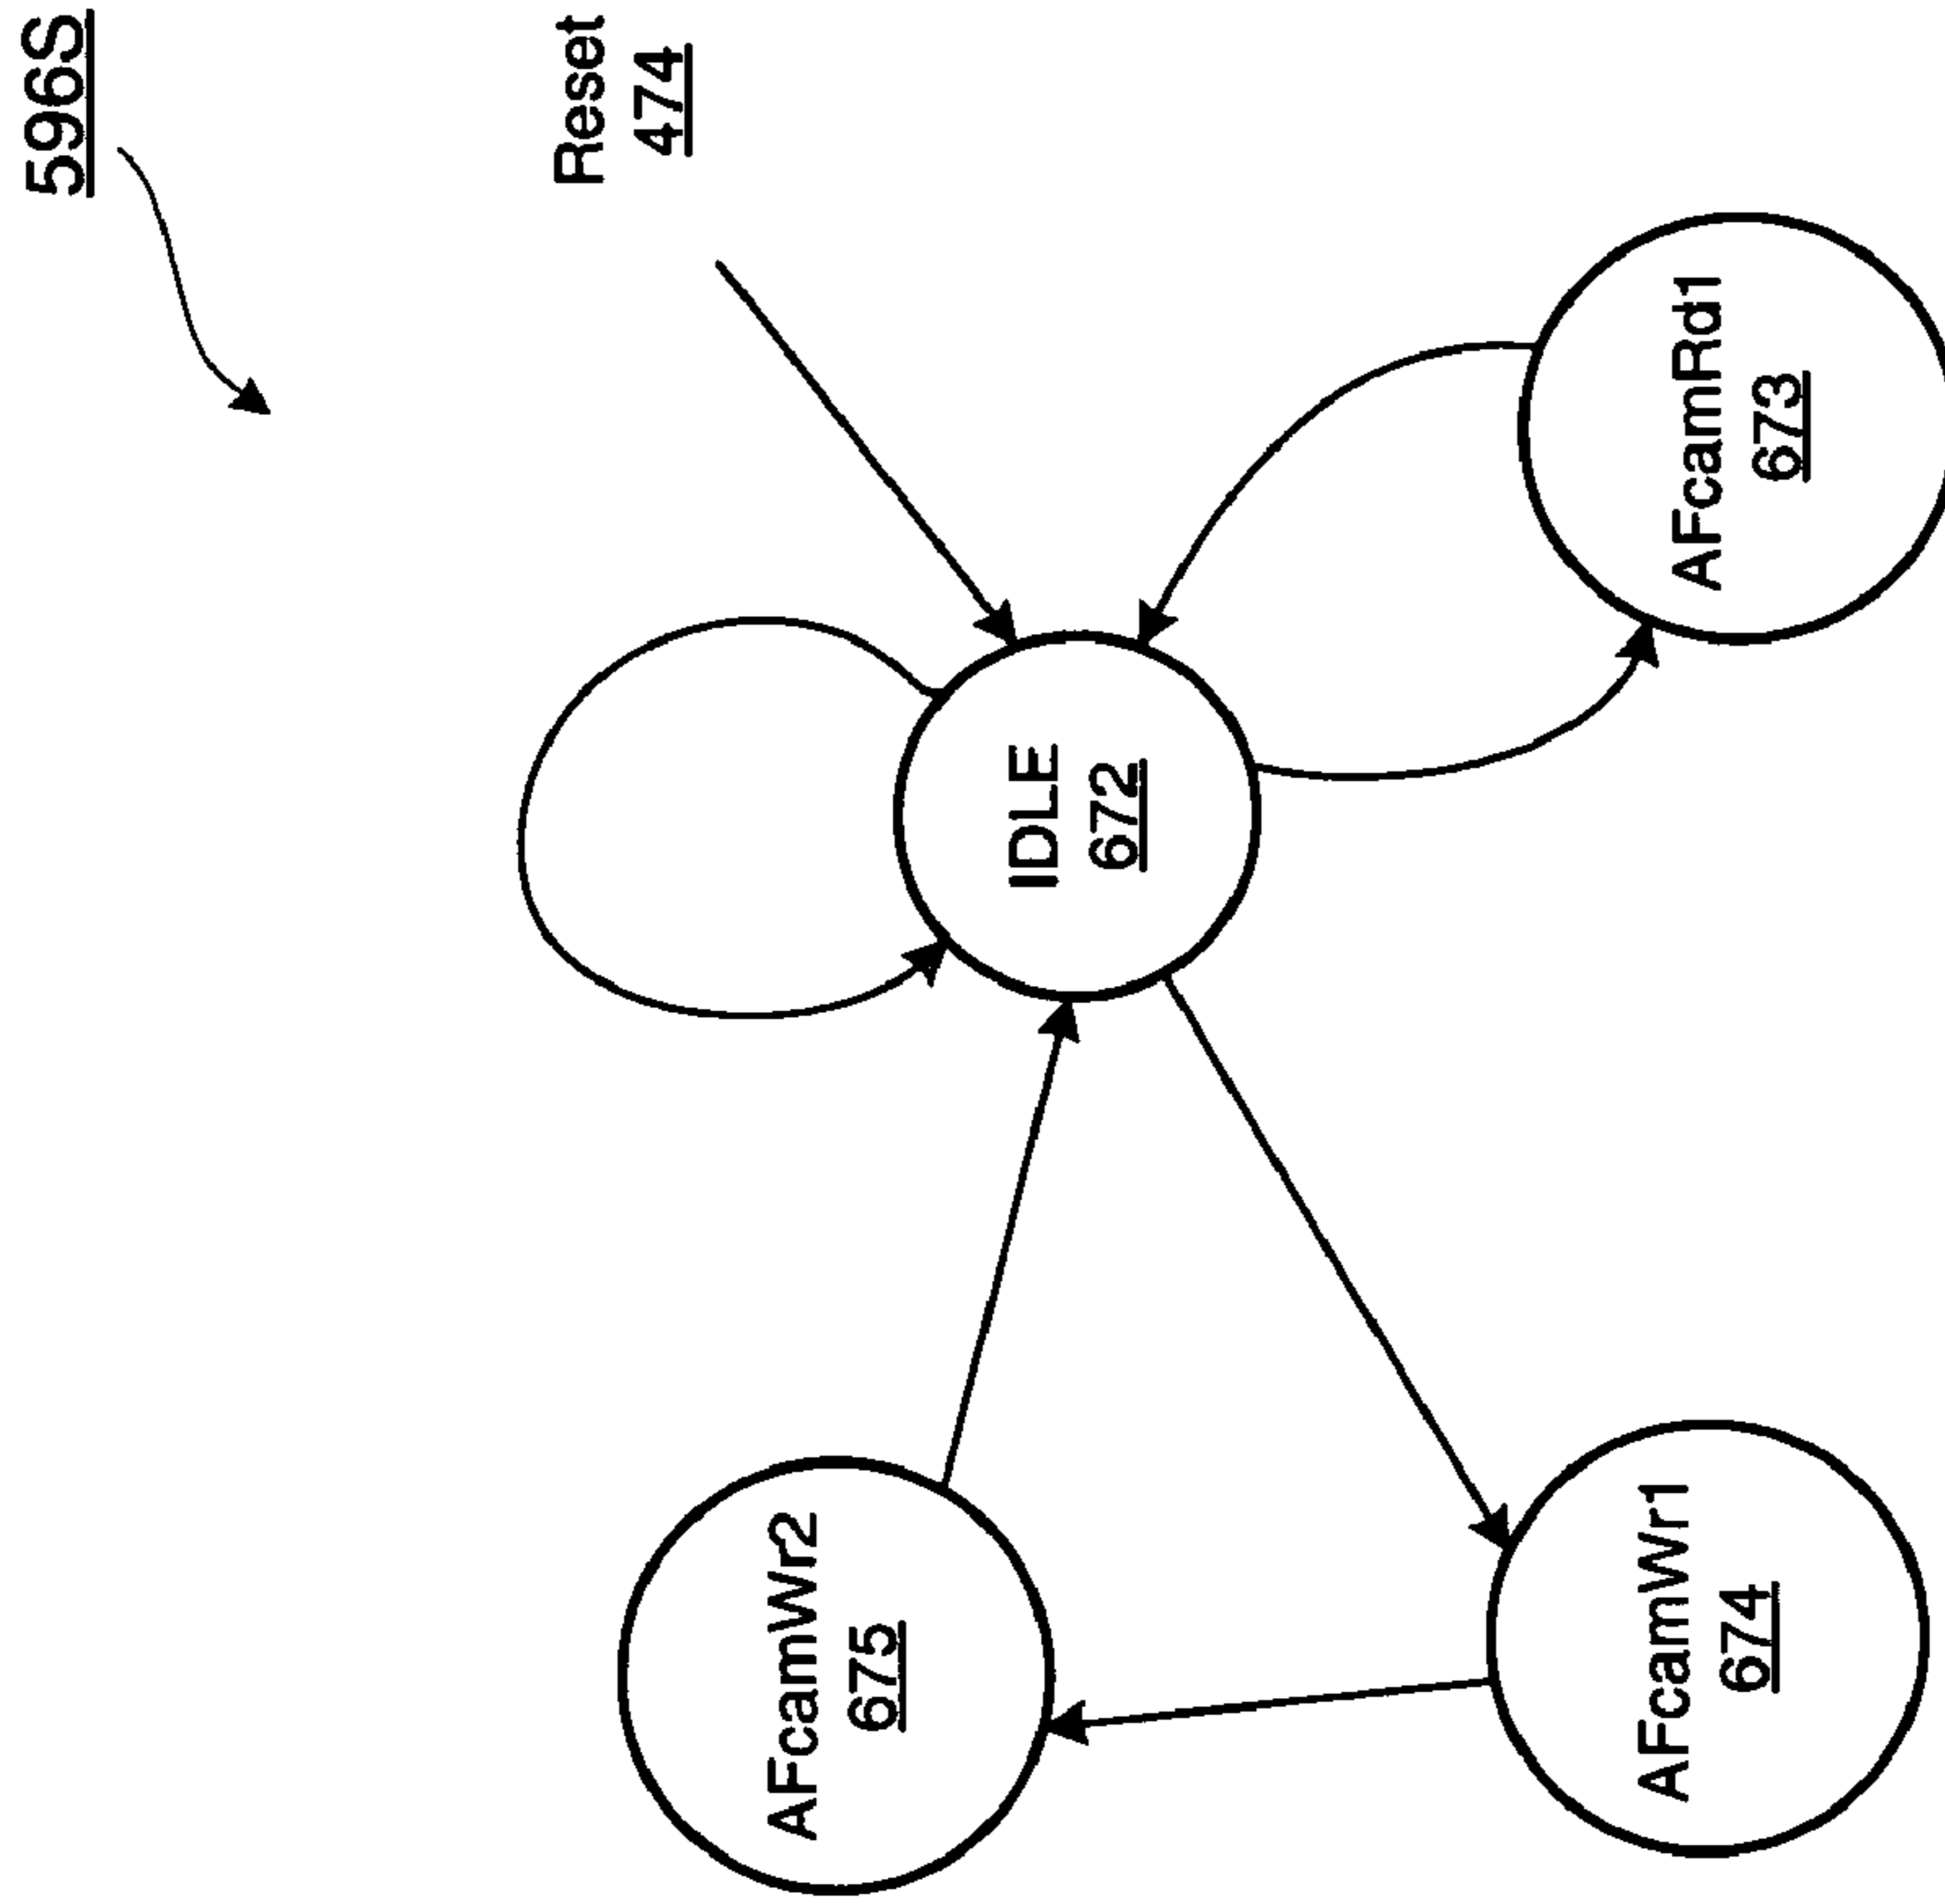 596S
Reset
474
IDLE
672
AFcamRd1
673
AFcamWr2
675
AFcamWr1
674